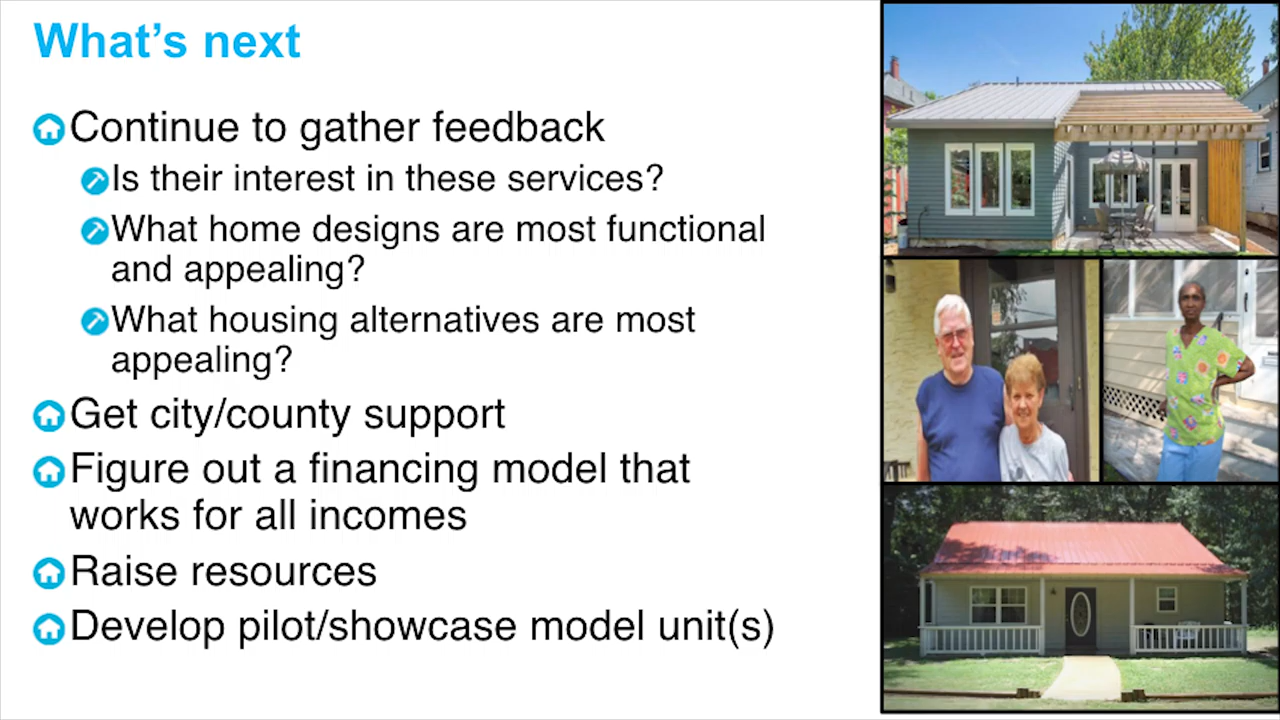 What’s next
Continue to gather feedback
Is their interest in these services?
What home designs are most functional
and appealing?
What housing alternatives are most
appealing?
Get city/county support
Figure out a financing model that
works for all incomes
Raise resources
Develop pilot/showcase model unit(s)